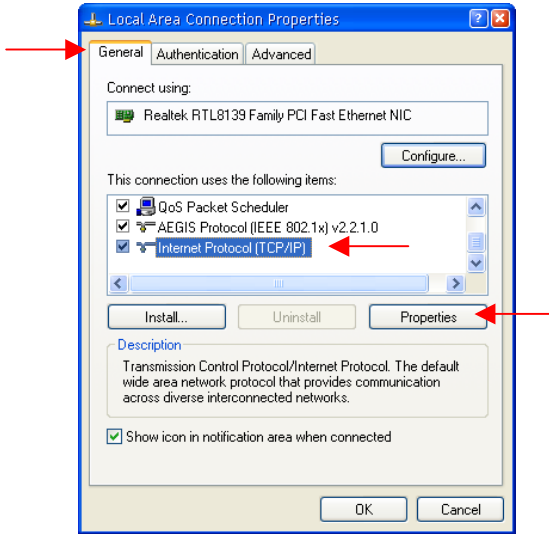 Local Area Connection Properties
General Authentication Advanced
Connect using:
Realtek RTL8139 Family PCI Fast Ethernet NIC
Configure...
This connection uses the following items:
QoS Packet Scheduler
AEGIS Protocol (IEEE 802.1x) v2.2.1.0
Internet Protocol (TCP/IP)
Install... Uninstall Properties
Description
Transmission Control Protocol/Internet Protocol. The default
wide area network protocol that provides communication
across diverse interconnected networks.
Show icon in notification area when connected
OK Cancel